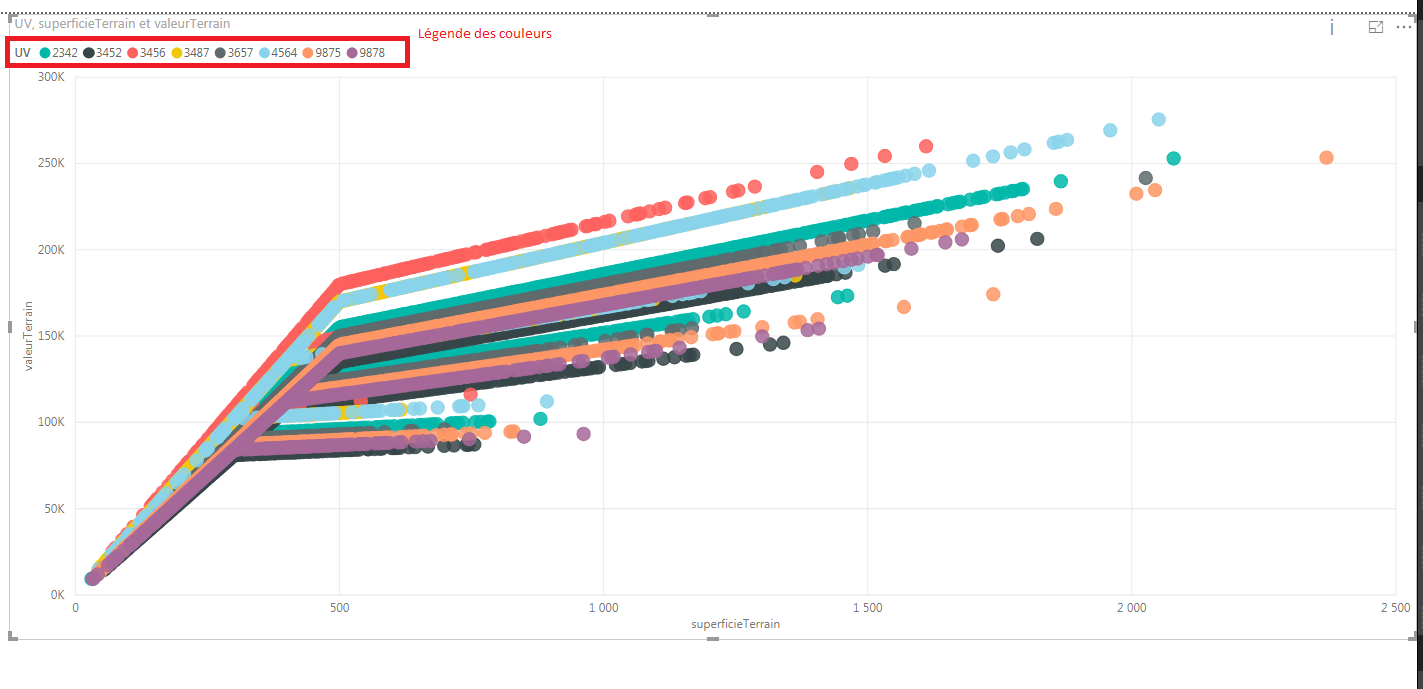 UV, superficieTerrain et valeurTerrain
Légende des couleurs
UV 2342 3452 3456 3487 3657 4564 9875 9878
300K
250K
200K
150K
100K
50K
0K
valeurTerrain
0 500 1 000 1 500 2 000 2 500
superficieTerrain